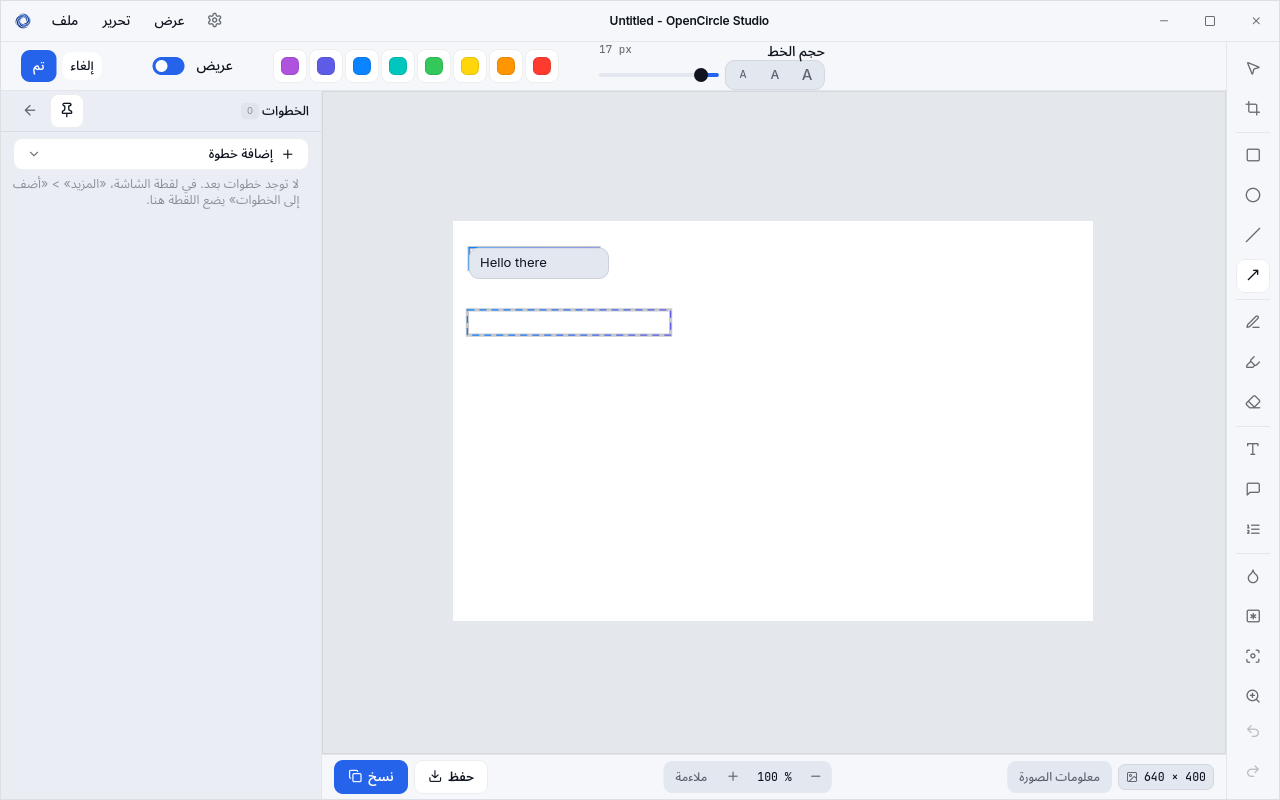 ملف
تحرير
عرض
Untitled - OpenCircle Studio
تم
إلغاء
عريض
17 px
حجم الخط
A A A
الخطوات 0
إضافة خطوة
لا توجد خطوات بعد. في لقطة الشاشة، «المزيد» > «أضف
إلى الخطوات» يضع اللقطة هنا.
Hello there
نسخ
حفظ
ملاءمة
100 %
معلومات الصورة
640 × 400